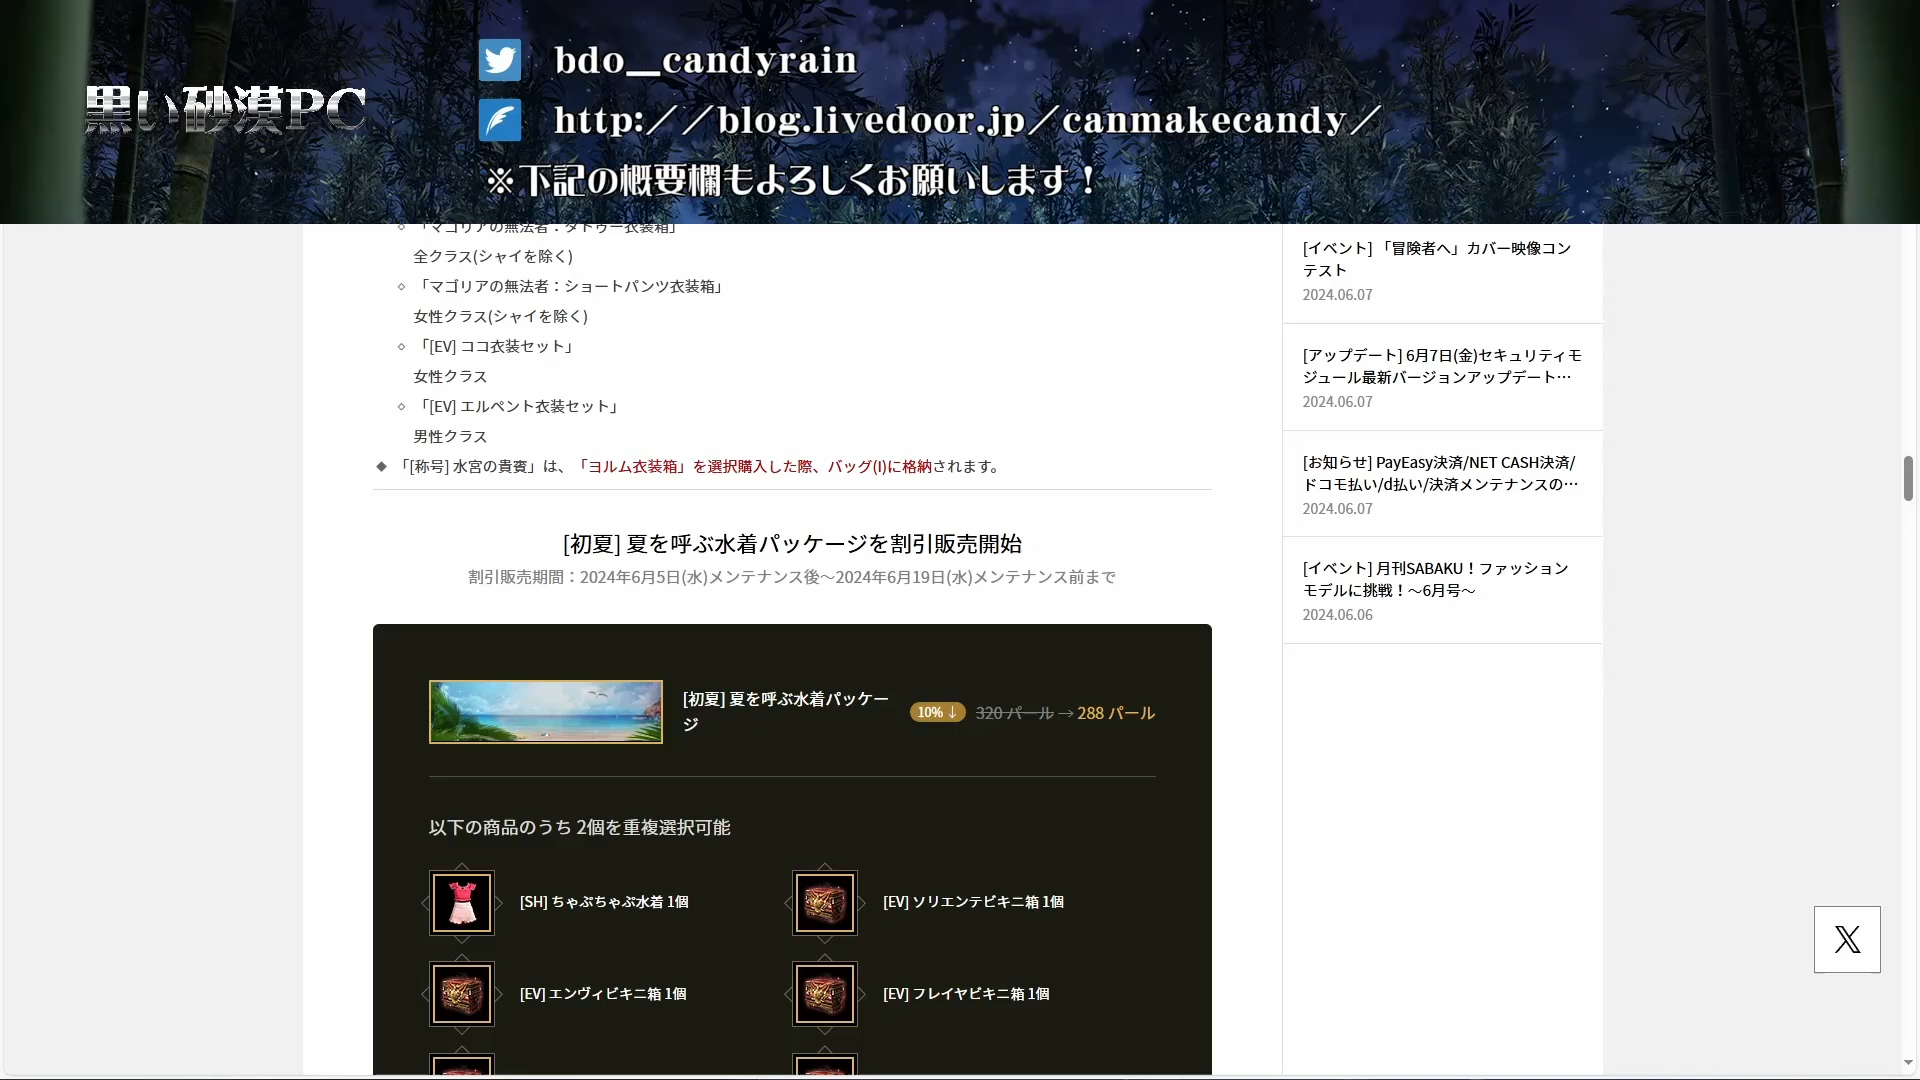 黒い砂漠PC
bdo__candyrain
http://blog.livedoor.jp/canmakecandy/
※下記の概要欄もよろしくお願いします！
「マゴリアの無法者：タトゥー衣装箱」
全クラス(シャイを除く)
「マゴリアの無法者：ショートパンツ衣装箱」
女性クラス(シャイを除く)
「[EV] ココ衣装セット」
女性クラス
「[EV] エルペント衣装セット」
男性クラス
「[称号] 水宮の貴賓」は、「ヨルム衣装箱」を選択購入した際、バッグ(I)に格納されます。
[初夏] 夏を呼ぶ水着パッケージを割引販売開始
割引販売期間：2024年6月5日(水)メンテナンス後～2024年6月19日(水)メンテナンス前まで
[初夏] 夏を呼ぶ水着パッケー
ジ
10% ↓ 320 パール → 288 パール
以下の商品のうち 2個を重複選択可能
[SH] ちゃぷちゃぷ水着 1個
[EV] ソリエンテビキニ箱 1個
[EV] エンヴィビキニ箱 1個
[EV] フレイヤビキニ箱 1個
[イベント] 「冒険者へ」カバー映像コン
テスト
2024.06.07
[アップデート] 6月7日(金)セキュリティモ
ジュール最新バージョンアップデート…
2024.06.07
[お知らせ] PayEasy決済/NET CASH決済/
ドコモ払い/d払い/決済メンテナンスの…
2024.06.07
[イベント] 月刊SABAKU！ファッション
モデルに挑戦！～6月号～
2024.06.06